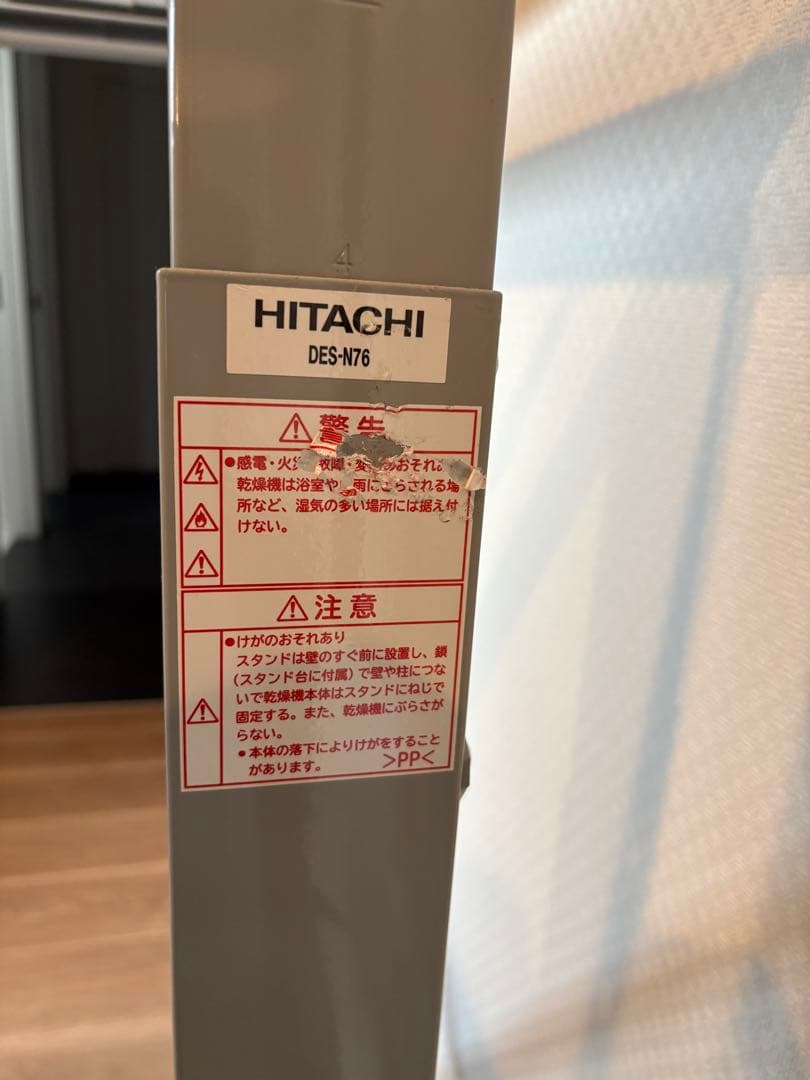 4
HITACHI
DES-N76
警告
●感電・火災・故障・変形のおそれあ
乾燥機は浴室や 雨にさらされる場
所など、湿気の多い場所には据え付
けない。
注意
●けがのおそれあり
スタンドは壁のすぐ前に設置し、鎖
(スタンド台に付属)で壁や柱につな
いで乾燥機本体はスタンドにねじで
固定する。また、乾燥機にぶらさが
らない。
●本体の落下によりけがをすること
があります。
>PP<